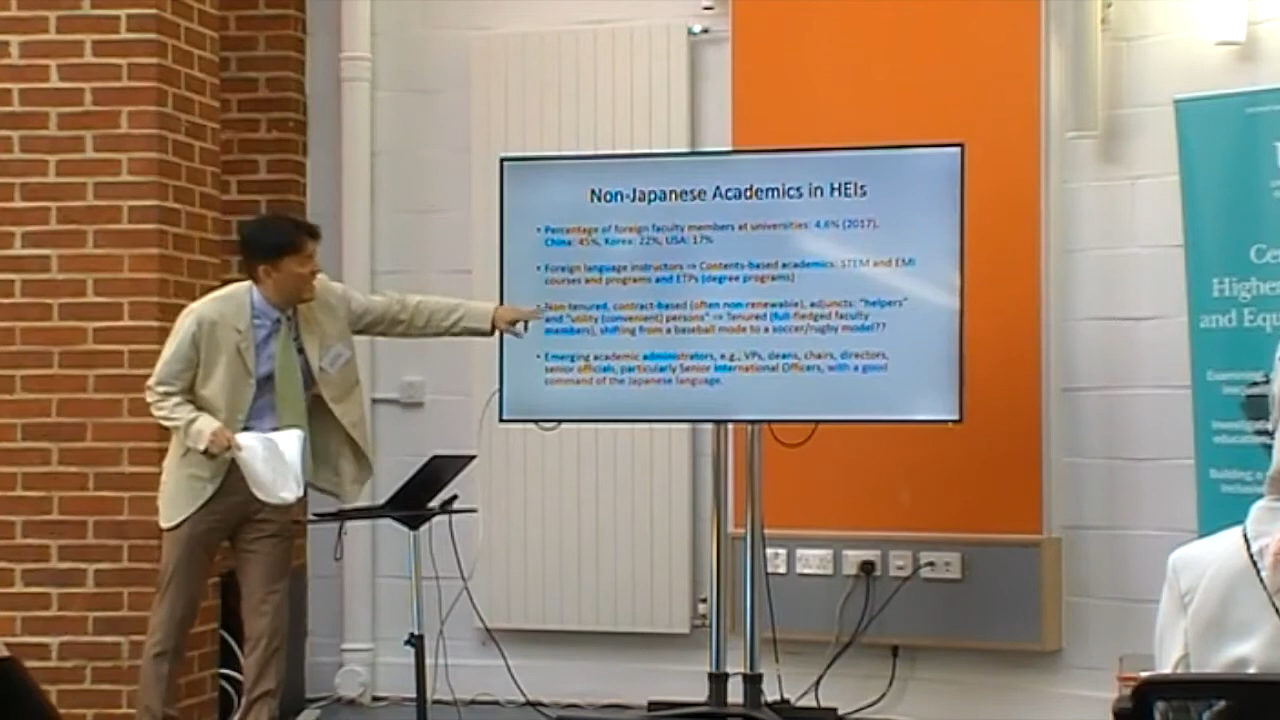 Non-Japanese Academics in HEIs
• Percentage of foreign faculty members at universities: 4.6% (2017),
China: 45%, Korea: 22%, USA: 17%
• Foreign language instructors ⇒ Contents-based academics: STEM and EMI
courses and programs and ETPs (degree programs)
• Non-tenured, contract-based (often non-renewable), adjuncts: "helpers"
and "utility (convenient) persons" ⇒ Tenured (full-fledged faculty
members), shifting from a baseball mode to a soccer/rugby model??
• Emerging academic administrators, e.g., VPs, deans, chairs, directors,
senior officials, particularly Senior International Officers, with a good
command of the Japanese language.
Highe
and Equ
Building a